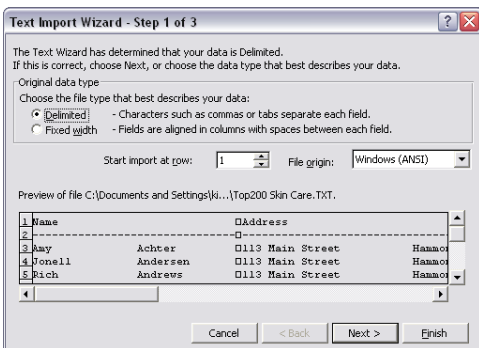 Text Import Wizard - Step 1 of 3
The Text Wizard has determined that your data is Delimited.
If this is correct, choose Next, or choose the data type that best describes your data.
Original data type
Choose the file type that best describes your data:
Delimited - Characters such as commas or tabs separate each field.
Fixed width - Fields are aligned in columns with spaces between each field.
Start import at row: 1 File origin: Windows (ANSI)
Preview of file C:\Documents and Settings\ki...\Top200 Skin Care.TXT.
1 Name □Address
2 ------------------------------□------------------------------
3 Amy Achter □113 Main Street Hammo
4 Jonell Andersen □113 Main Street Hammo
5 Rich Andrews □113 Main Street Hammo
Cancel < Back Next > Finish